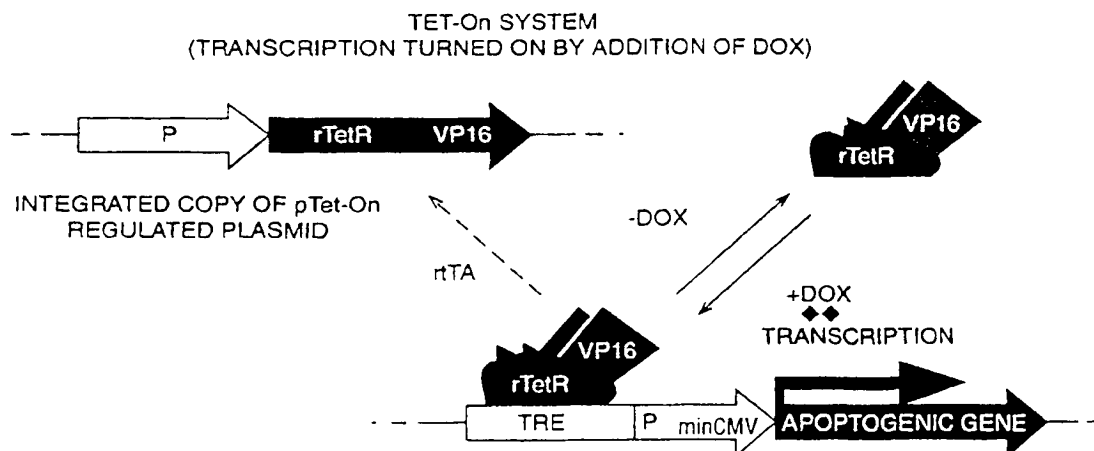 TET-On SYSTEM
(TRANSCRIPTION TURNED ON BY ADDITION OF DOX)
P
rTetR
VP16
VP16
rTetR
INTEGRATED COPY OF pTet-On
REGULATED PLASMID
-DOX
rtTA
+DOX
TRANSCRIPTION
VP16
rTetR
TRE
P minCMV
APOPTOGENIC GENE